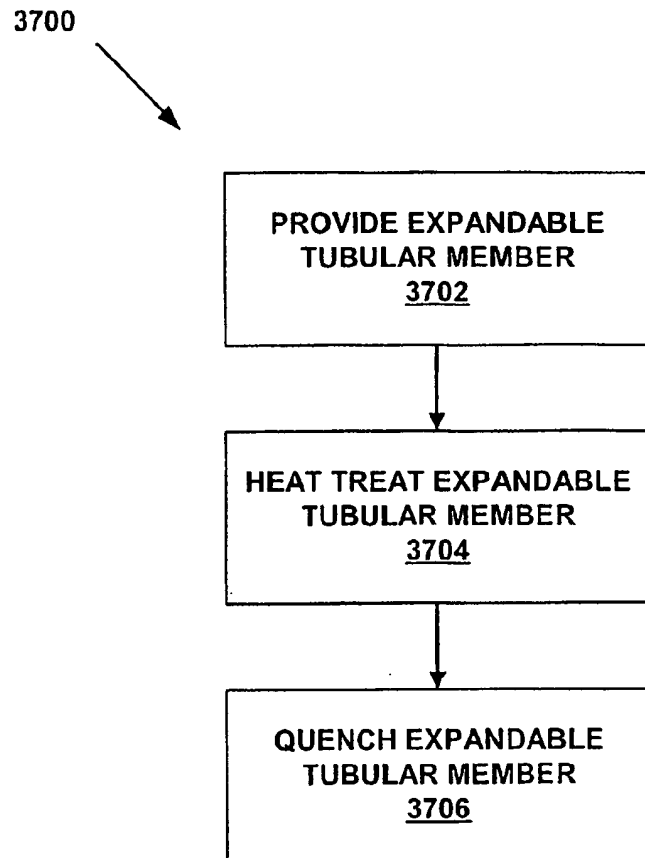 3700
PROVIDE EXPANDABLE
TUBULAR MEMBER
3702
HEAT TREAT EXPANDABLE
TUBULAR MEMBER
3704
QUENCH EXPANDABLE
TUBULAR MEMBER
3706